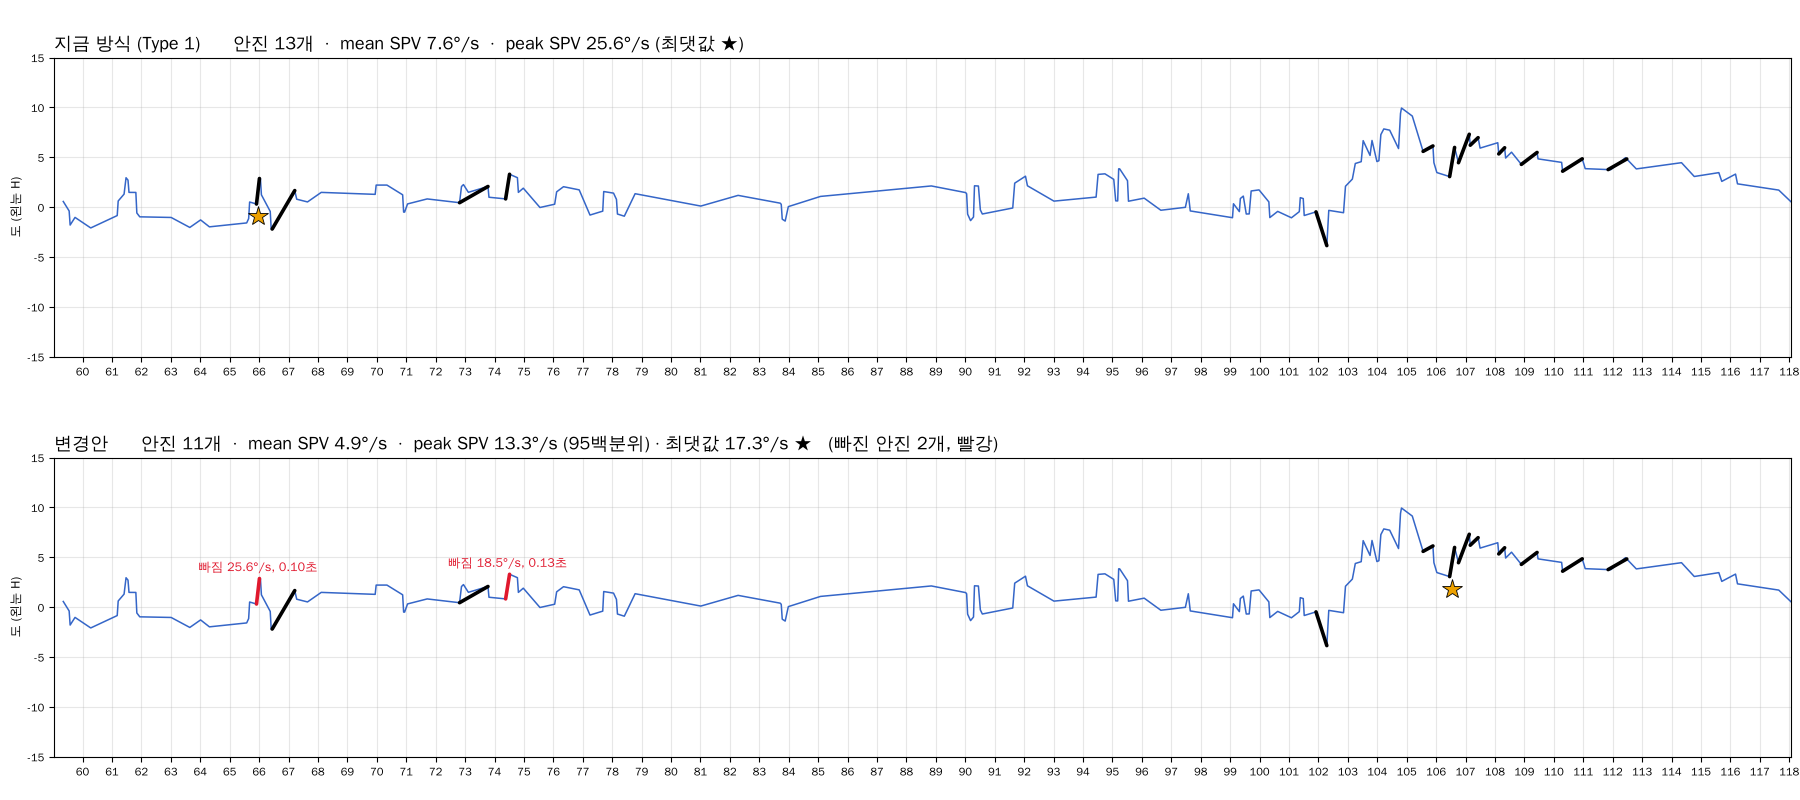 지금 방식 (Type 1) 안진 13개 · mean SPV 7.6°/s · peak SPV 25.6°/s (최댓값 ★)
15
10
5
0
-5
-10
-15
도 (왼눈 H)
60 61 62 63 64 65 66 67 68 69 70 71 72 73 74 75 76 77 78 79 80 81 82 83 84 85 86 87 88 89 90 91 92 93 94 95 96 97 98 99 100 101 102 103 104 105 106 107 108 109 110 111 112 113 114 115 116 117 118
변경안 안진 11개 · mean SPV 4.9°/s · peak SPV 13.3°/s (95백분위) · 최댓값 17.3°/s ★ (빠진 안진 2개, 빨강)
15
10
5
0
-5
-10
-15
도 (왼눈 H)
빠짐 25.6°/s, 0.10초
빠짐 18.5°/s, 0.13초
60 61 62 63 64 65 66 67 68 69 70 71 72 73 74 75 76 77 78 79 80 81 82 83 84 85 86 87 88 89 90 91 92 93 94 95 96 97 98 99 100 101 102 103 104 105 106 107 108 109 110 111 112 113 114 115 116 117 118